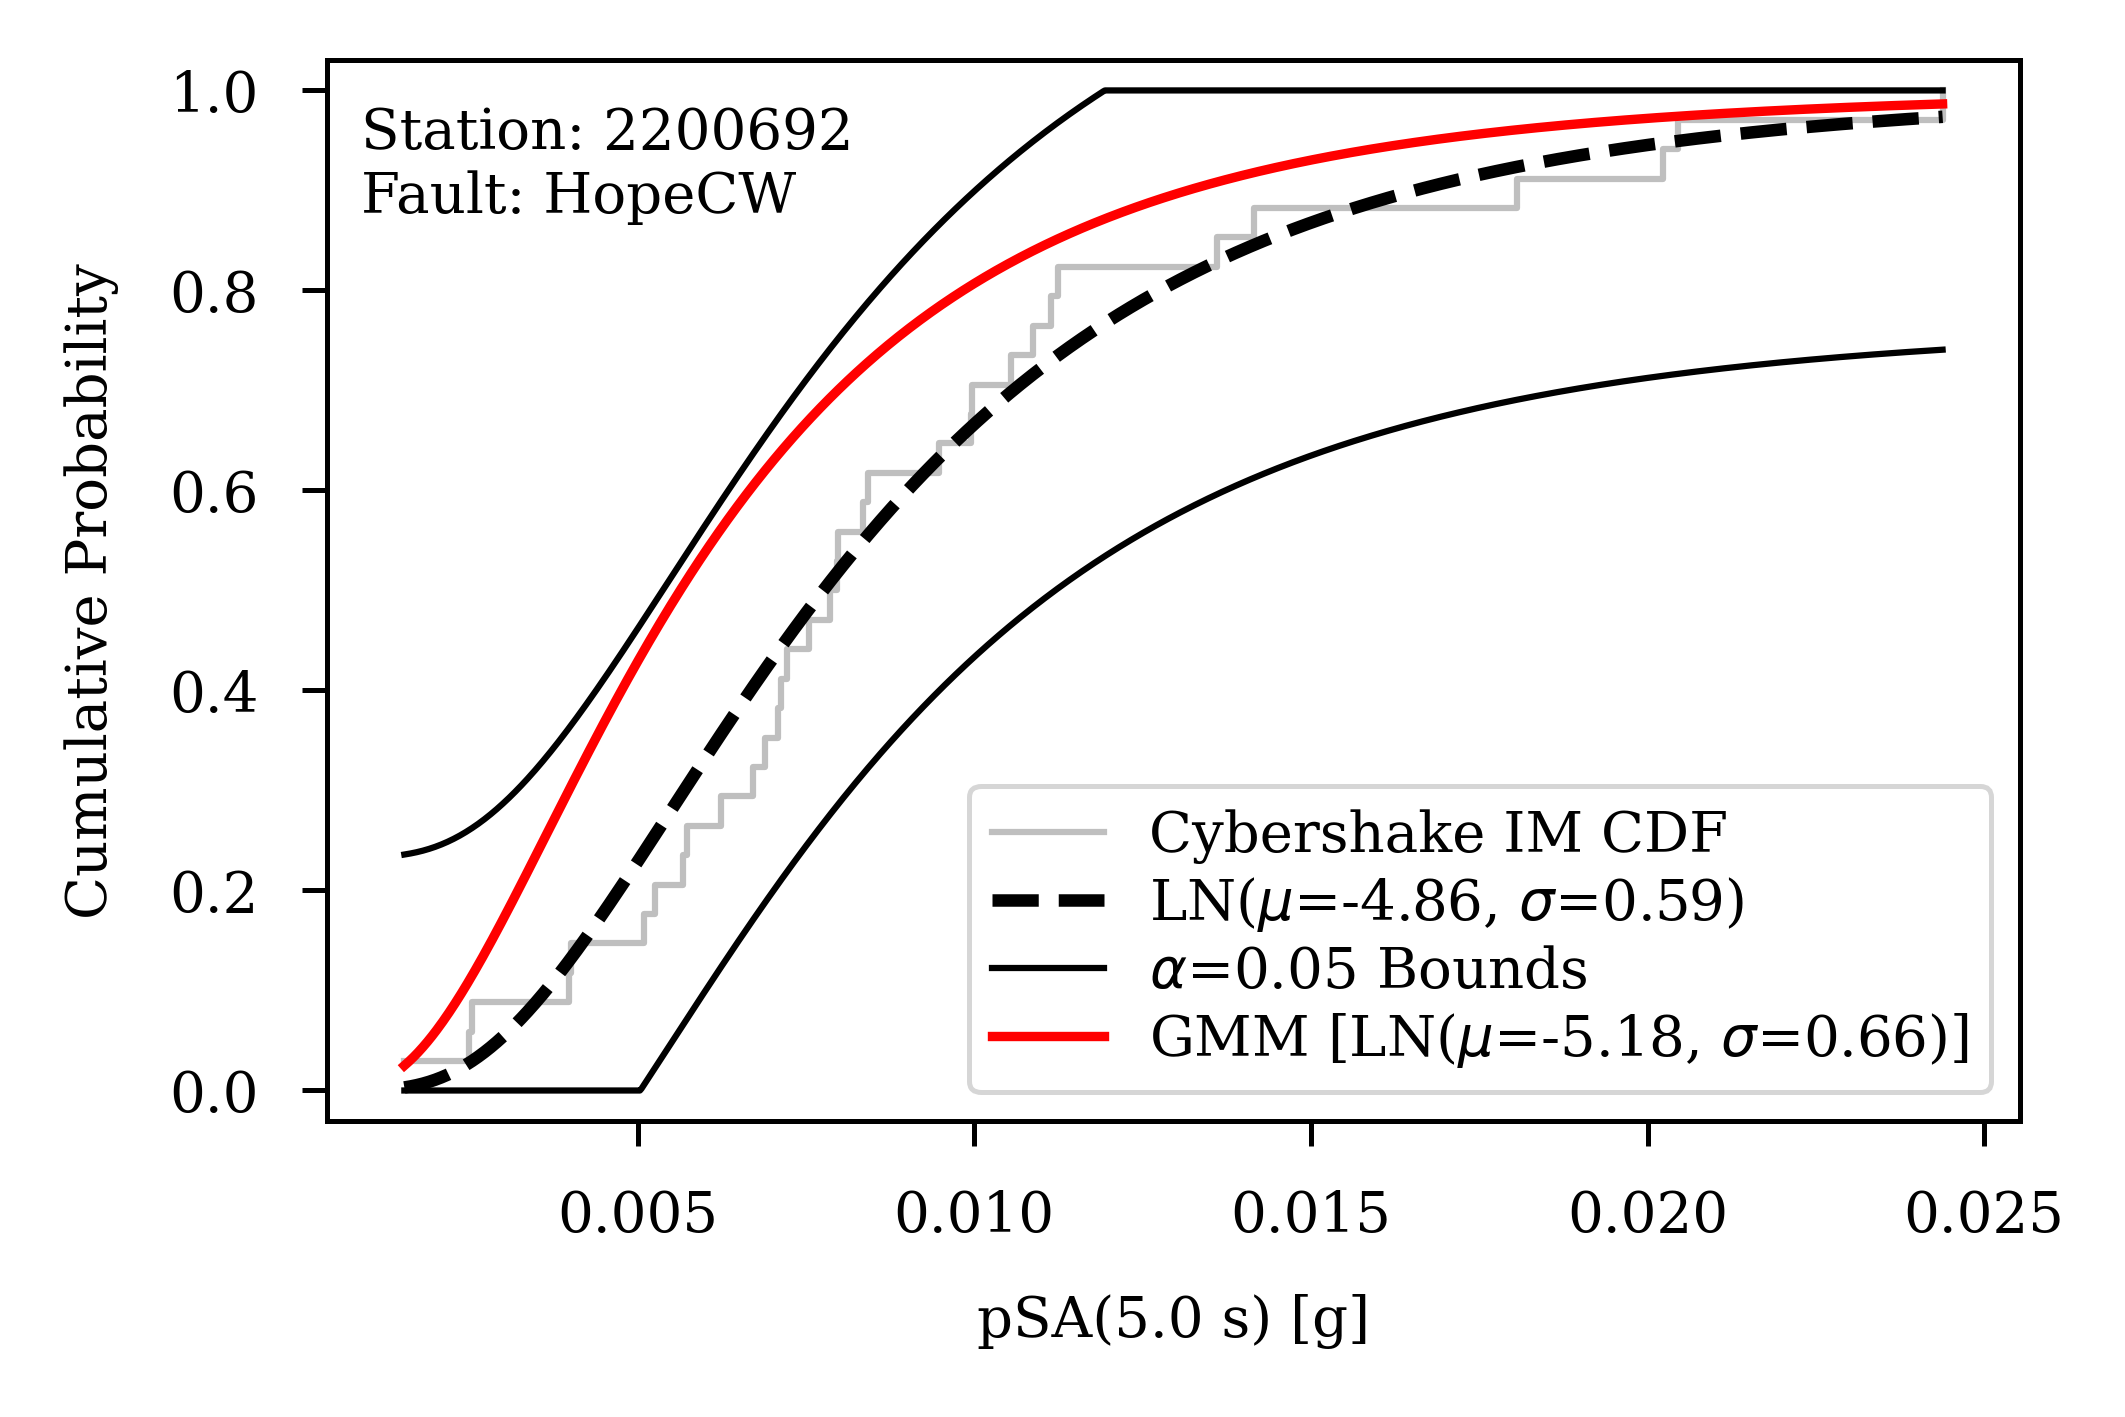 Station: 2200692
Fault: HopeCW
Cumulative Probability
1.0
0.8
0.6
0.4
0.2
0.0
Cybershake IM CDF
LN(μ=-4.86, σ=0.59)
α=0.05 Bounds
GMM [LN(μ=-5.18, σ=0.66)]
0.005 0.010 0.015 0.020 0.025
pSA(5.0 s) [g]